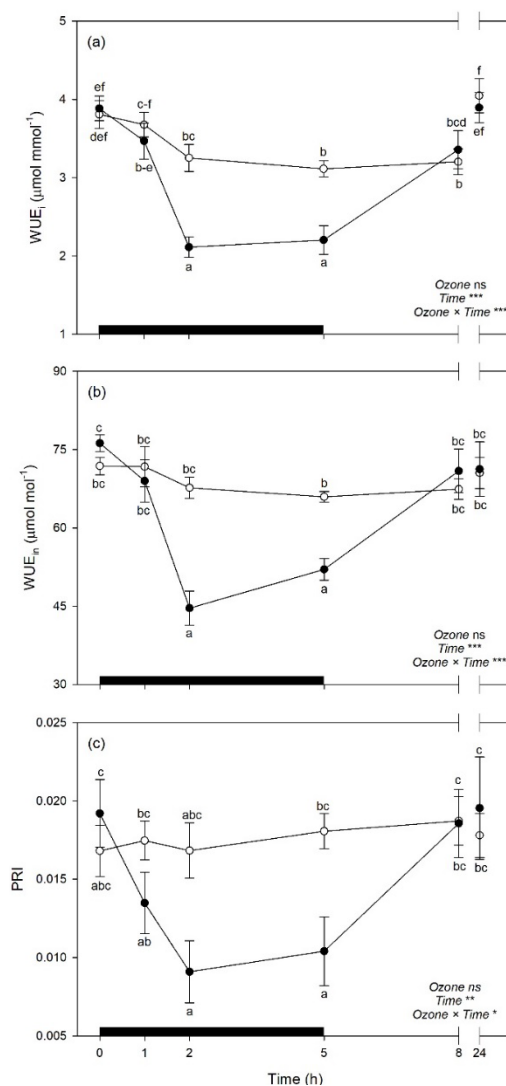 5
(a)
f
ef
c-f
4
bc
bcd
def
ef
b
WUEi (μmol mmol-1)
3
b-e
b
2
a
a
Ozone ns
Time ***
Ozone × Time ***
1
90
(b)
c
bc
bc
bc
bc
75
b
bc
bc
bc
bc
WUEin (μmol mol-1)
60
45
a
a
Ozone ns
Time ***
Ozone × Time ***
30
0.025
(c)
c
c
c
bc
abc
bc
0.020
PRI
0.015
abc
bc
bc
ab
0.010
a
a
Ozone ns
Time **
Ozone × Time *
0.005
0 1 2 5 8 24
Time (h)